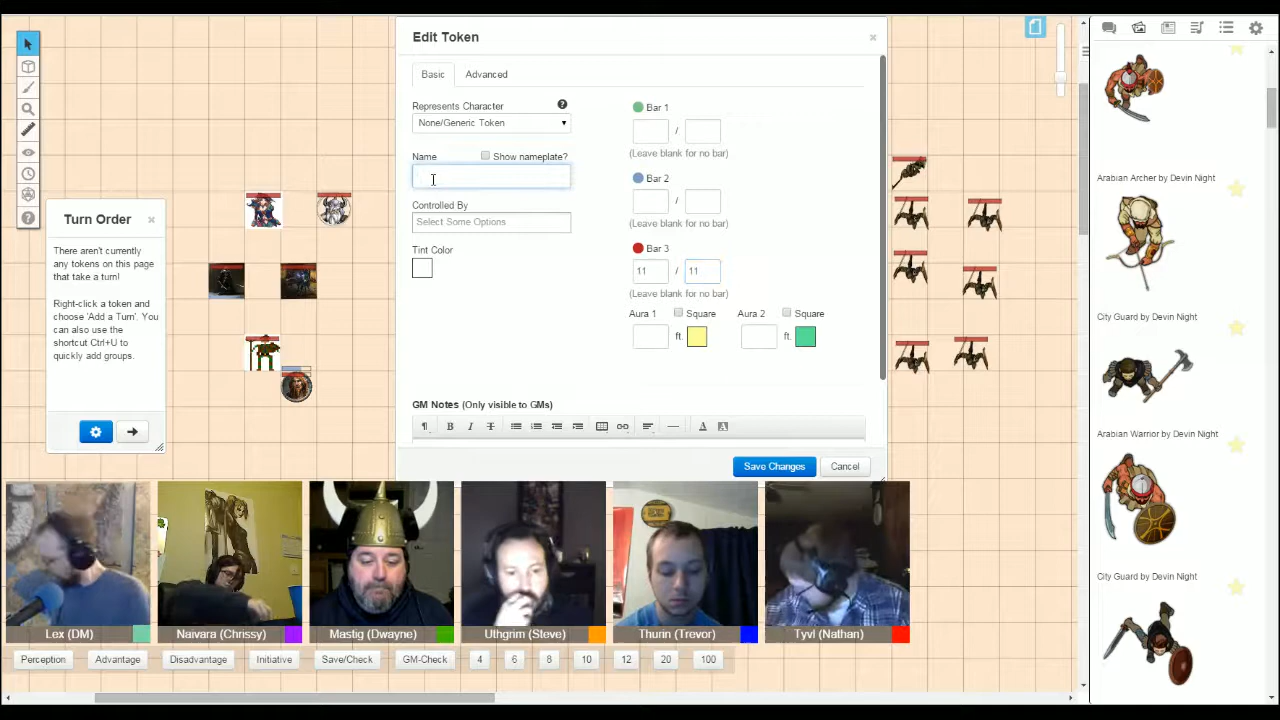 Edit Token
×
Basic
Advanced
Represents Character
?
None/Generic Token
Name
Show nameplate?
Controlled By
Select Some Options
Tint Color
Bar 1
/
(Leave blank for no bar)
Bar 2
/
(Leave blank for no bar)
Bar 3
11 / 11
(Leave blank for no bar)
Aura 1
Square
Aura 2
Square
ft.
ft.
GM Notes (Only visible to GMs)
Save Changes
Cancel
Turn Order
×
There aren't currently
any tokens on this page
that take a turn!
Right-click a token and
choose 'Add a Turn'. You
can also use the
shortcut Ctrl+U to
quickly add groups.
Arabian Archer by Devin Night
City Guard by Devin Night
Arabian Warrior by Devin Night
City Guard by Devin Night
Lex (DM)
Naivara (Chrissy)
Mastig (Dwayne)
Uthgrim (Steve)
Thurin (Trevor)
Tyvl (Nathan)
Perception
Advantage
Disadvantage
Initiative
Save/Check
GM-Check
4
6
8
10
12
20
100